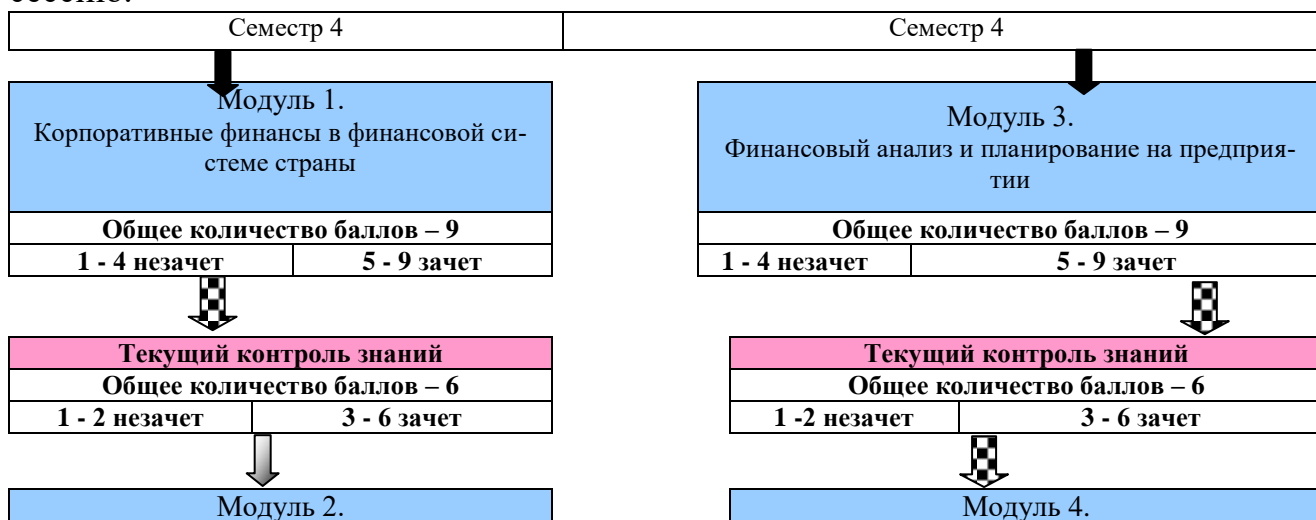 Семестр 4
Семестр 4
Модуль 1.
Корпоративные финансы в финансовой си-
стеме страны
Общее количество баллов – 9
1 - 4 незачет
5 - 9 зачет
Текущий контроль знаний
Общее количество баллов – 6
1 - 2 незачет
3 - 6 зачет
Модуль 2.
Модуль 3.
Финансовый анализ и планирование на предприя-
тии
Общее количество баллов – 9
1 - 4 незачет
5 - 9 зачет
Текущий контроль знаний
Общее количество баллов – 6
1 -2 незачет
3 - 6 зачет
Модуль 4.